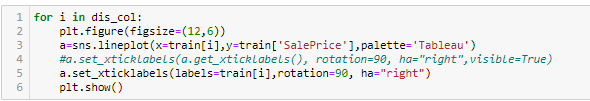 1 for i in dis_col:
2     plt.figure(figsize=(12,6))
3     a=sns.lineplot(x=train[i],y=train['SalePrice'],palette='Tableau')
4     #a.set_xticklabels(a.get_xticklabels(), rotation=90, ha="right",visible=True)
5     a.set_xticklabels(labels=train[i],rotation=90, ha="right")
6     plt.show()